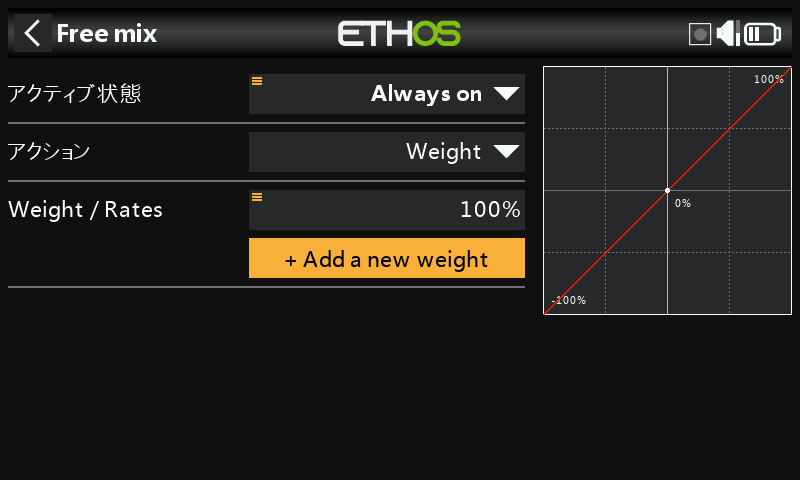 Free mix
ETHOS
アクティブ状態
Always on
アクション
Weight
Weight / Rates
100%
+ Add a new weight
100%
0%
-100%